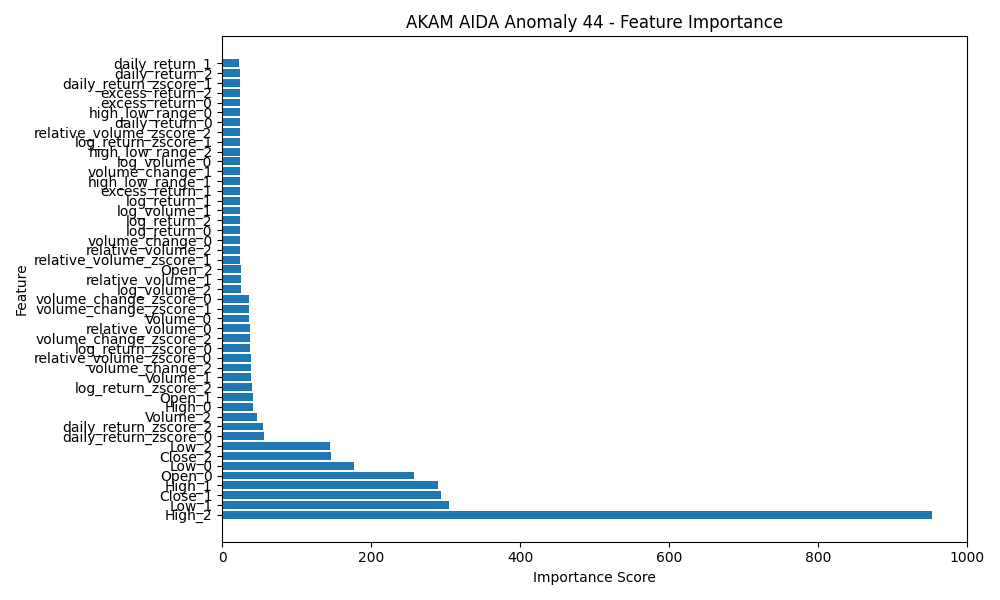 AKAM AIDA Anomaly 44 - Feature Importance
daily_return_1
daily_return_2
daily_return_zscore_1
excess_return_2
excess_return_0
high_low_range_0
daily_return_0
relative_volume_zscore_2
log_return_zscore_1
high_low_range_2
log_volume_0
volume_change_1
high_low_range_1
excess_return_1
log_return_1
log_volume_1
log_return_2
log_return_0
volume_change_0
relative_volume_2
relative_volume_zscore_1
Open_2
relative_volume_1
log_volume_2
volume_change_zscore_0
volume_change_zscore_1
Volume_0
relative_volume_0
volume_change_zscore_2
log_return_zscore_0
relative_volume_zscore_0
volume_change_2
Volume_1
log_return_zscore_2
Open_1
High_0
Volume_2
daily_return_zscore_2
daily_return_zscore_0
Low_2
Close_2
Low_0
Open_0
High_1
Close_1
Low_1
High_2
Feature
0 200 400 600 800 1000
Importance Score